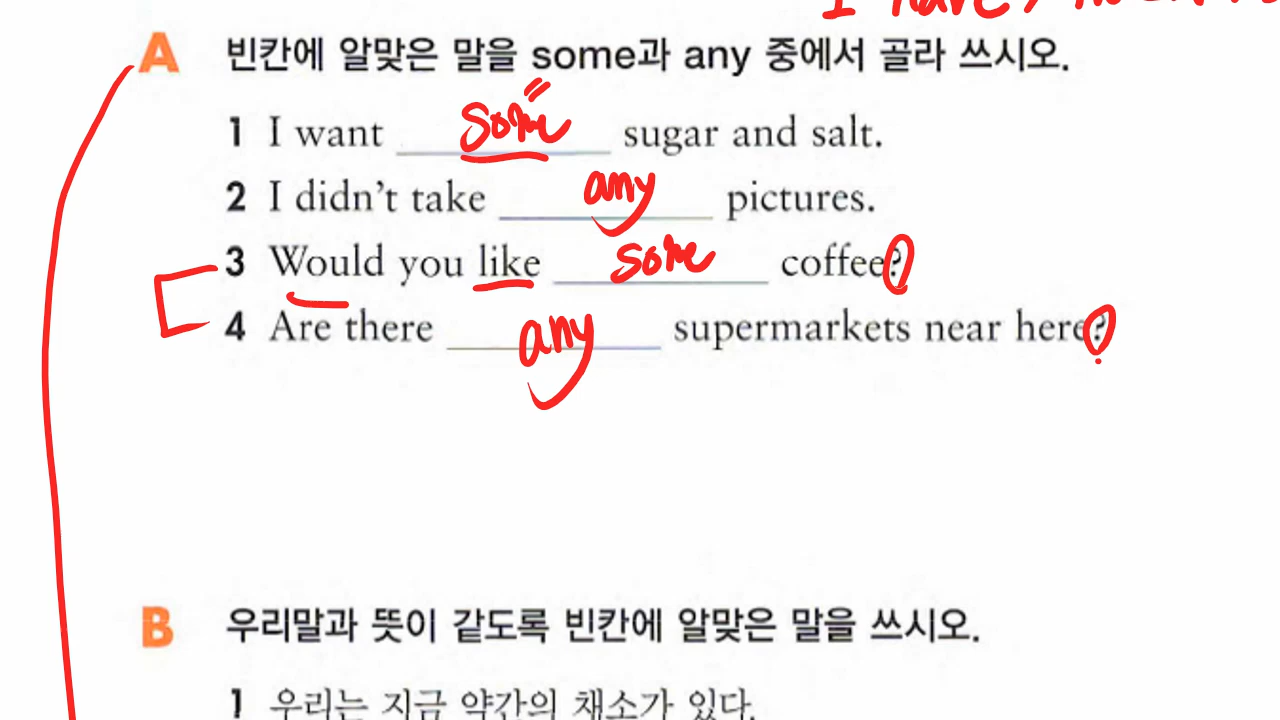 I have
A 빈칸에 알맞은 말을 some과 any 중에서 골라 쓰시오.
1 I want some sugar and salt.
2 I didn't take any pictures.
3 Would you like some coffee?
4 Are there any supermarkets near here?
B 우리말과 뜻이 같도록 빈칸에 알맞은 말을 쓰시오.
1 우리는 지금 약간의 채소가 있다.